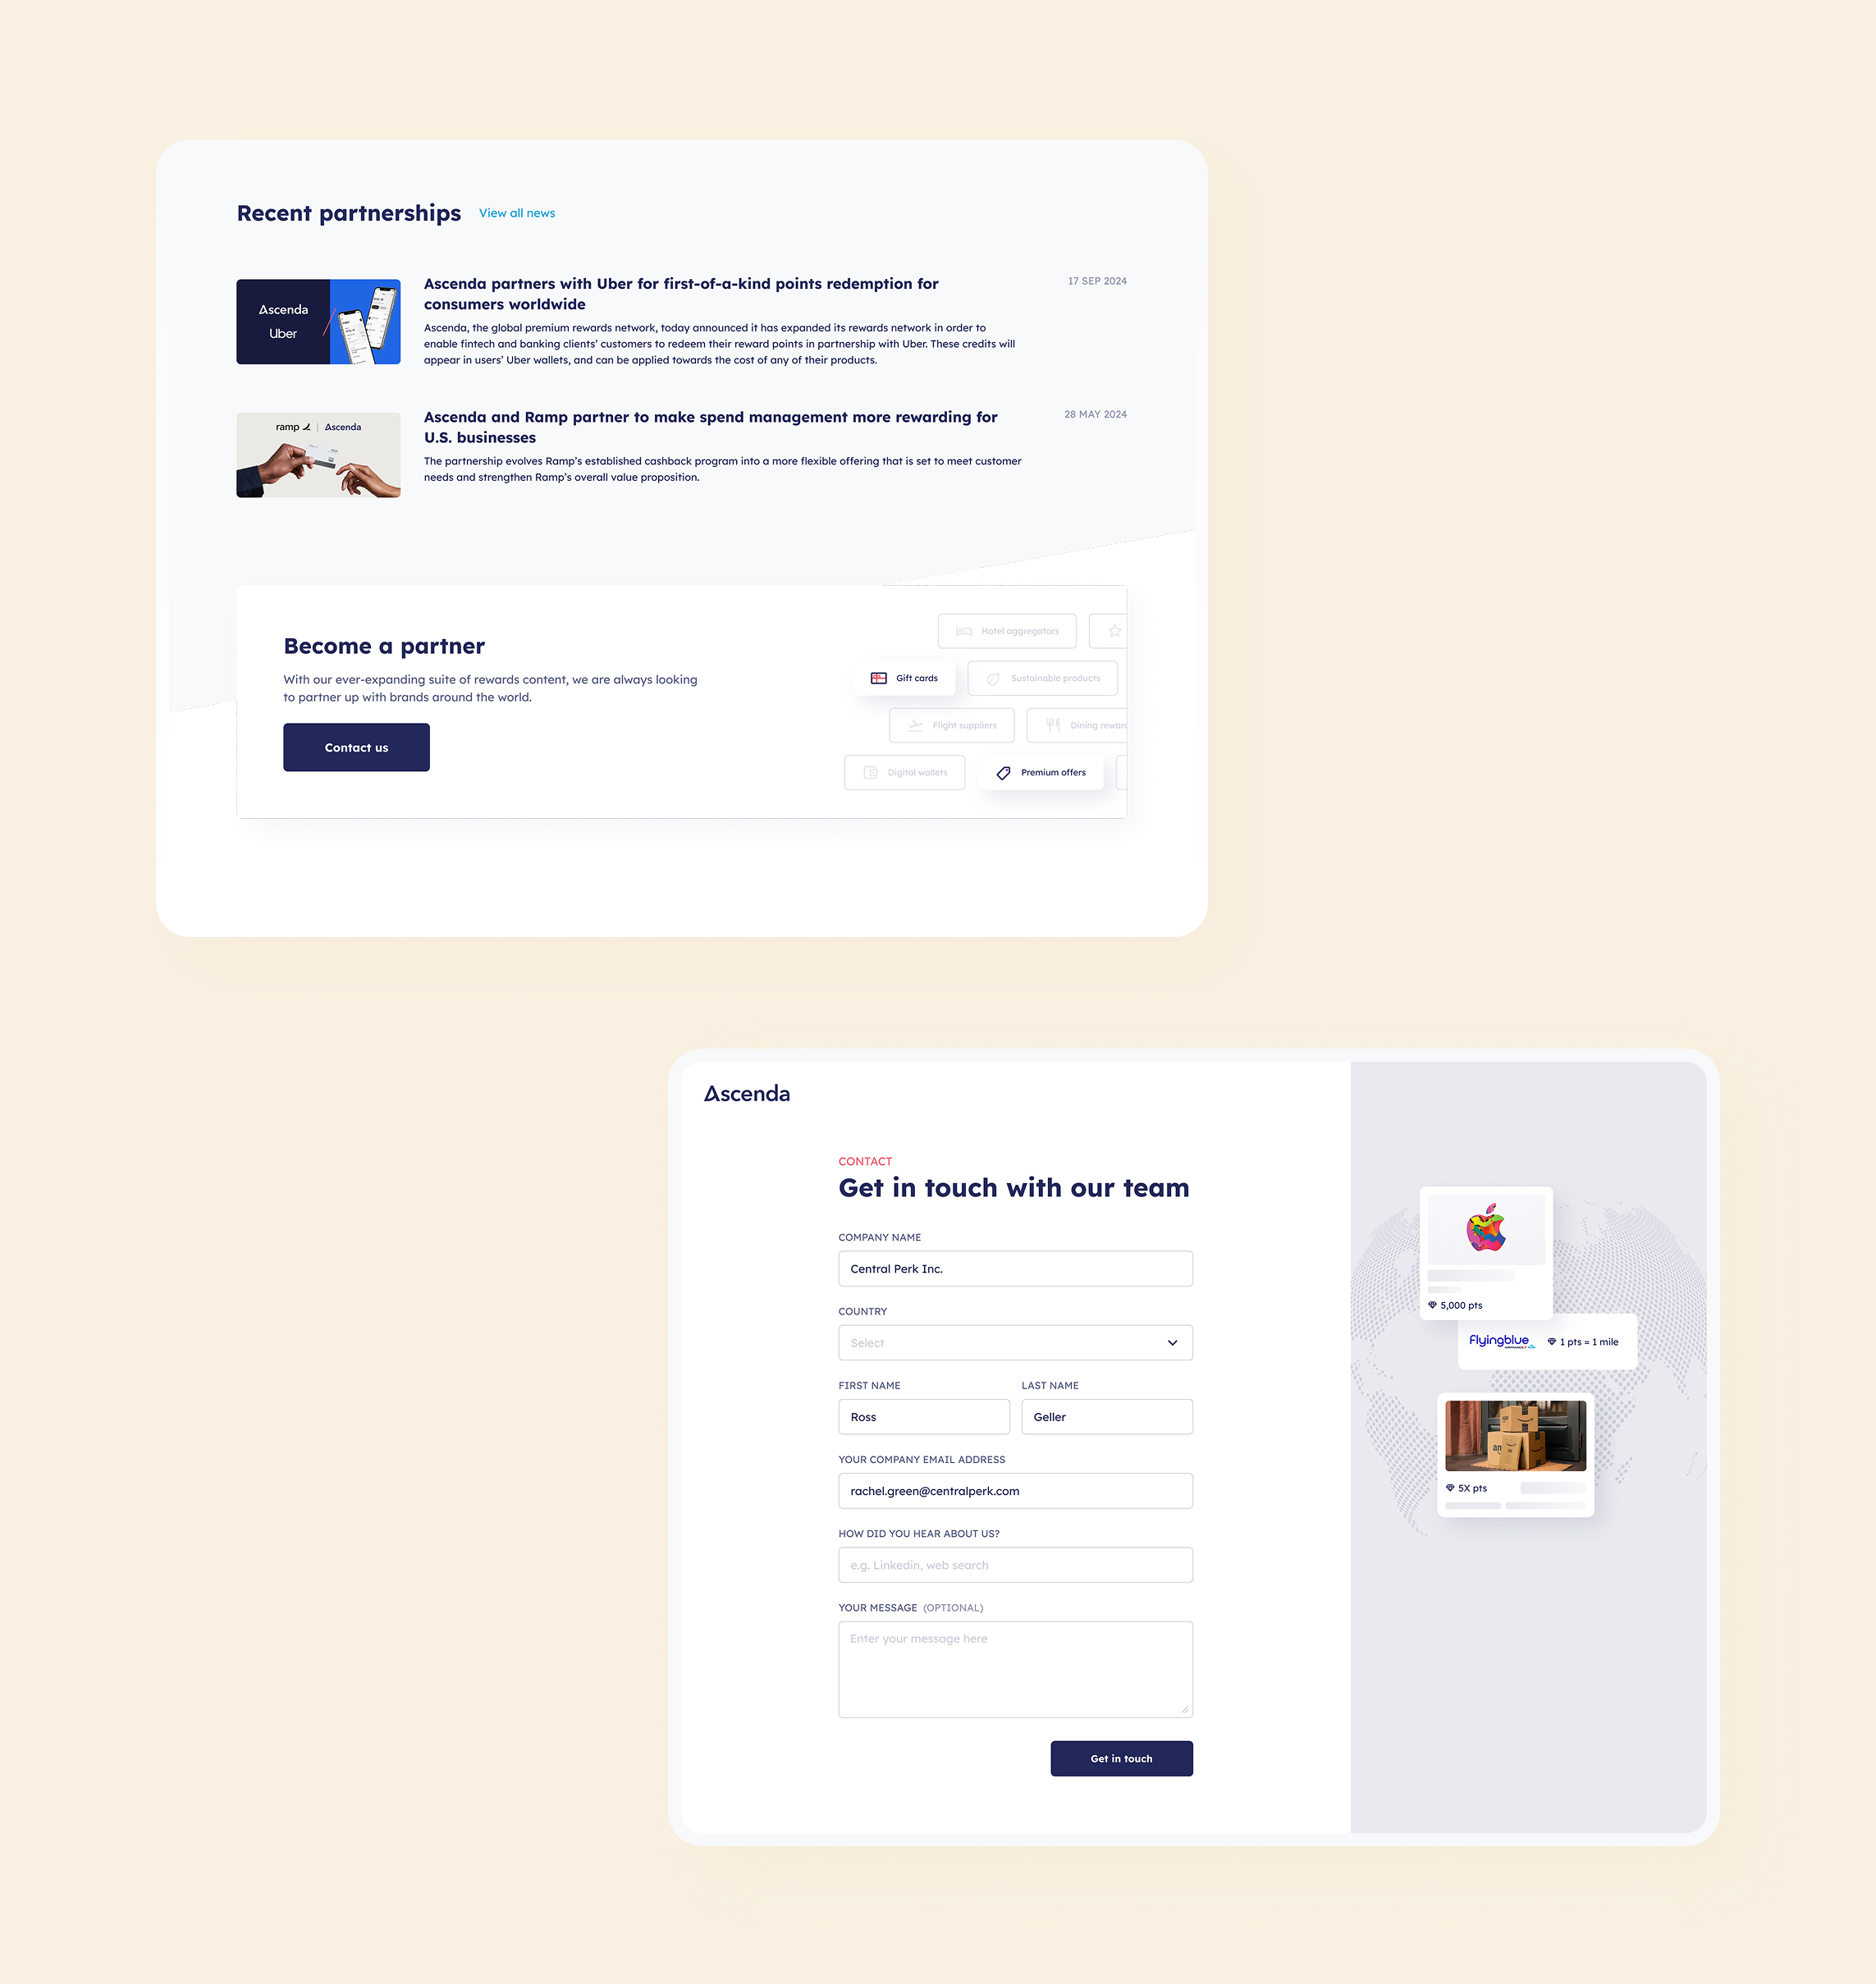 Recent partnerships View all news
Ascenda
Uber
Ascenda partners with Uber for first-of-a-kind points redemption for
consumers worldwide
17 SEP 2024
Ascenda, the global premium rewards network, today announced it has expanded its rewards network in order to
enable fintech and banking clients’ customers to redeem their reward points in partnership with Uber. These credits will
appear in users’ Uber wallets, and can be applied towards the cost of any of their products.
ramp | Ascenda
Ascenda and Ramp partner to make spend management more rewarding for
U.S. businesses
28 MAY 2024
The partnership evolves Ramp’s established cashback program into a more flexible offering that is set to meet customer
needs and strengthen Ramp’s overall value proposition.
Become a partner
With our ever-expanding suite of rewards content, we are always looking
to partner up with brands around the world.
Contact us
Hotel aggregators
Gift cards
Sustainable products
Flight suppliers
Dining rewar
Digital wallets
Premium offers
Ascenda
CONTACT
Get in touch with our team
COMPANY NAME
Central Perk Inc.
COUNTRY
Select
FIRST NAME
LAST NAME
Ross
Geller
YOUR COMPANY EMAIL ADDRESS
rachel.green@centralperk.com
HOW DID YOU HEAR ABOUT US?
e.g. Linkedin, web search
YOUR MESSAGE (OPTIONAL)
Enter your message here
Get in touch
5,000 pts
Flyingblue
AIRFRANCE KLM
1 pts = 1 mile
5X pts